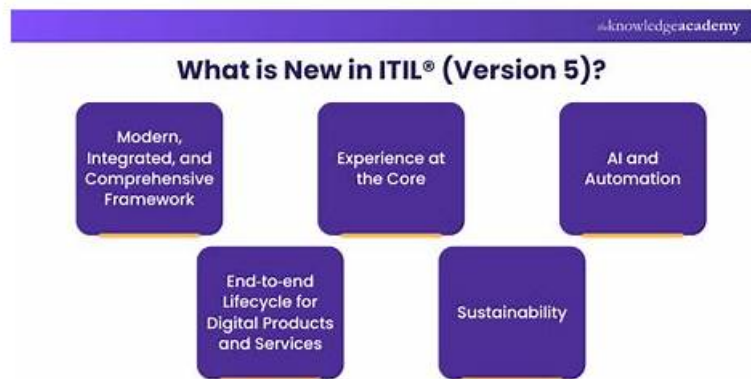 theknowledgeacademy
What is New in ITIL® (Version 5)?
Modern,
Integrated, and
Comprehensive
Framework
Experience at
the Core
AI and
Automation
End-to-end
Lifecycle for
Digital Products
and Services
Sustainability